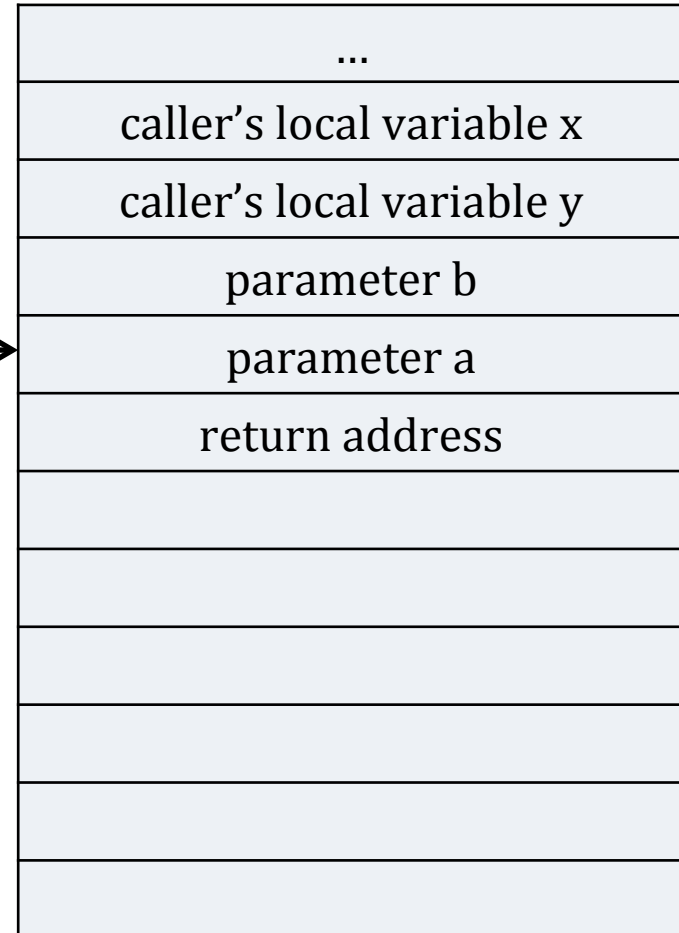 ...
caller’s local variable x
caller’s local variable y
parameter b
parameter a
return address